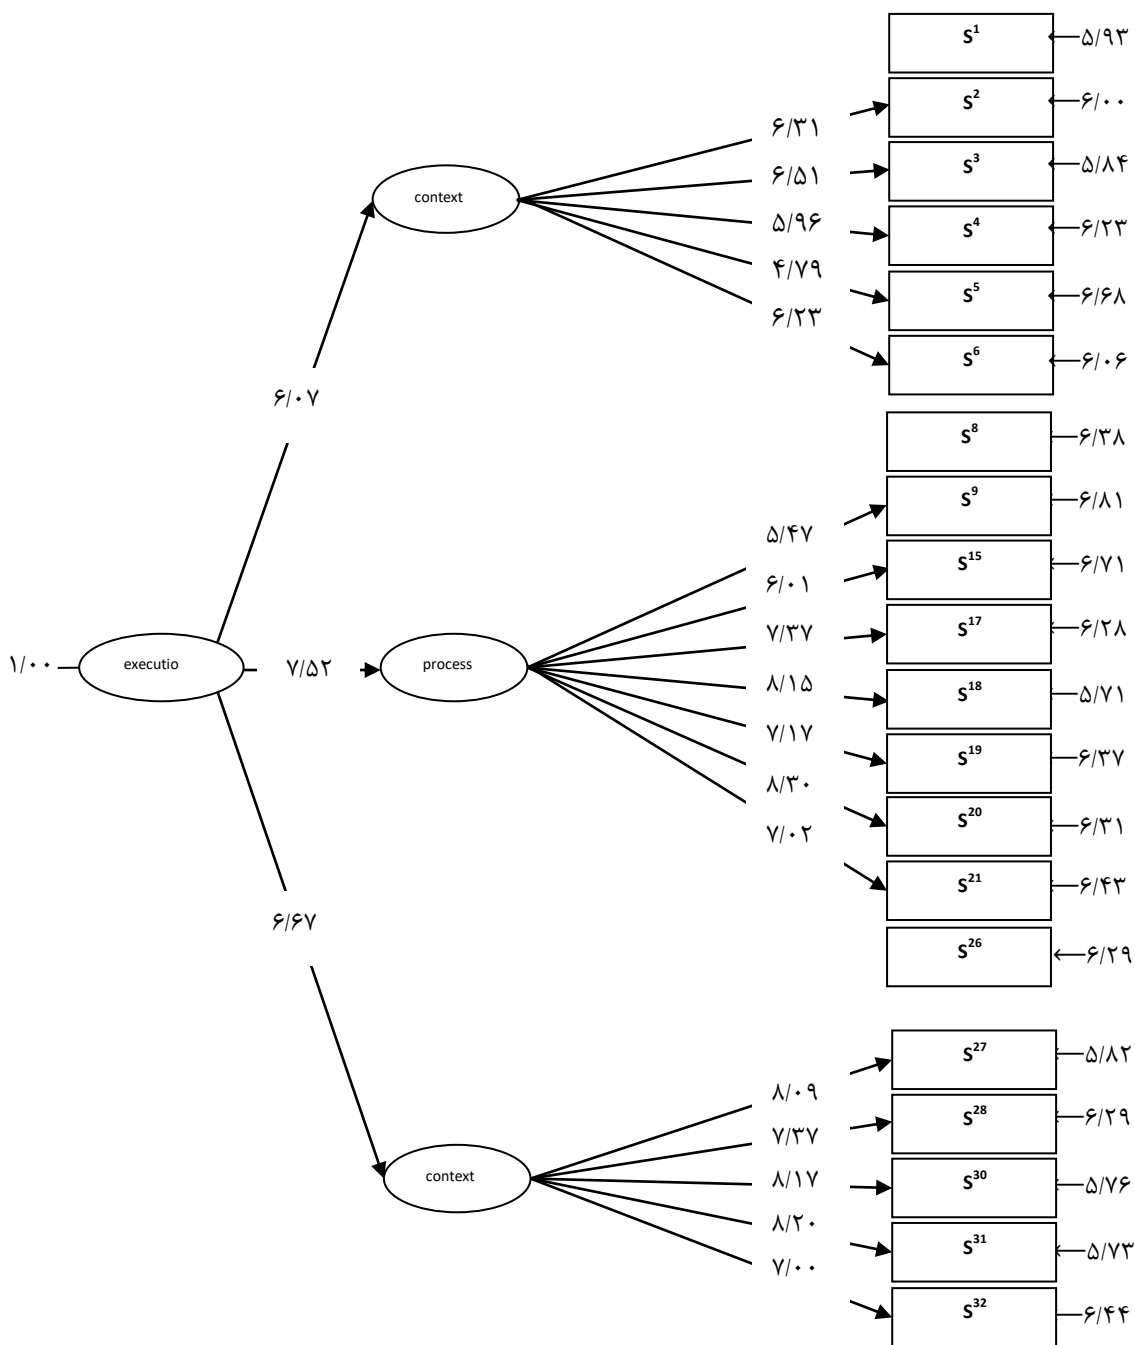 S¹ ۵/۹۳
S² ۶/۰۰
۶/۳۱
S³ ۵/۸۴
۶/۵۱
context
S⁴ ۶/۲۳
۵/۹۶
۴/۷۹
S⁵ ۶/۶۸
۶/۲۳
S⁶ ۶/۰۶
۶/۰۷
S⁸ ۶/۳۸
S⁹ ۶/۸۱
۵/۴۷
S¹⁵ ۶/۷۱
۶/۰۱
S¹⁷ ۶/۲۸
۷/۳۷
۱/۰۰ executio ۷/۵۲ process
۸/۱۵
S¹⁸ ۵/۷۱
۷/۱۷
S¹⁹ ۶/۳۷
۸/۳۰
S²⁰ ۶/۳۱
۷/۰۲
S²¹ ۶/۴۳
۶/۶۷
S²⁶ ۶/۲۹
S²⁷ ۵/۸۲
۸/۰۹
S²⁸ ۶/۲۹
۷/۳۷
context
۸/۱۷
S³⁰ ۵/۷۶
۸/۲۰
S³¹ ۵/۷۳
۷/۰۰
S³² ۶/۴۴